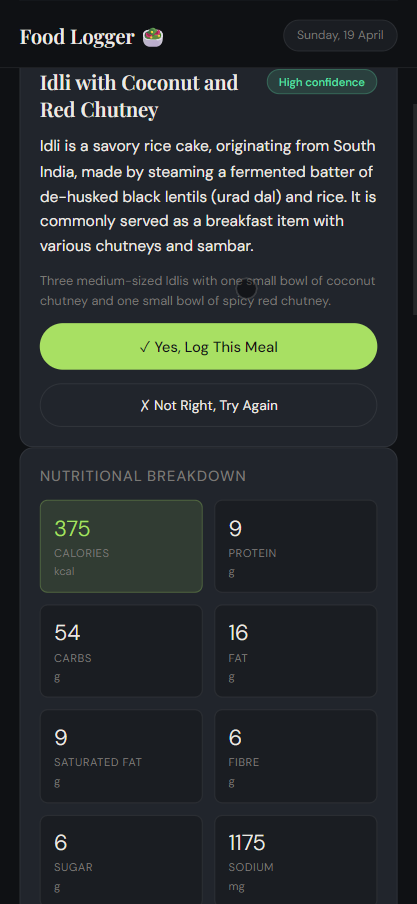 Food Logger 🥗
Sunday, 19 April
Idli with Coconut and
Red Chutney
High confidence
Idli is a savory rice cake, originating from South
India, made by steaming a fermented batter of
de-husked black lentils (urad dal) and rice. It is
commonly served as a breakfast item with
various chutneys and sambar.
Three medium-sized Idlis with one small bowl of coconut
chutney and one small bowl of spicy red chutney.
✓ Yes, Log This Meal
✗ Not Right, Try Again
NUTRITIONAL BREAKDOWN
375
CALORIES
kcal
9
PROTEIN
g
54
CARBS
g
16
FAT
g
9
SATURATED FAT
g
6
FIBRE
g
6
SUGAR
g
1175
SODIUM
mg